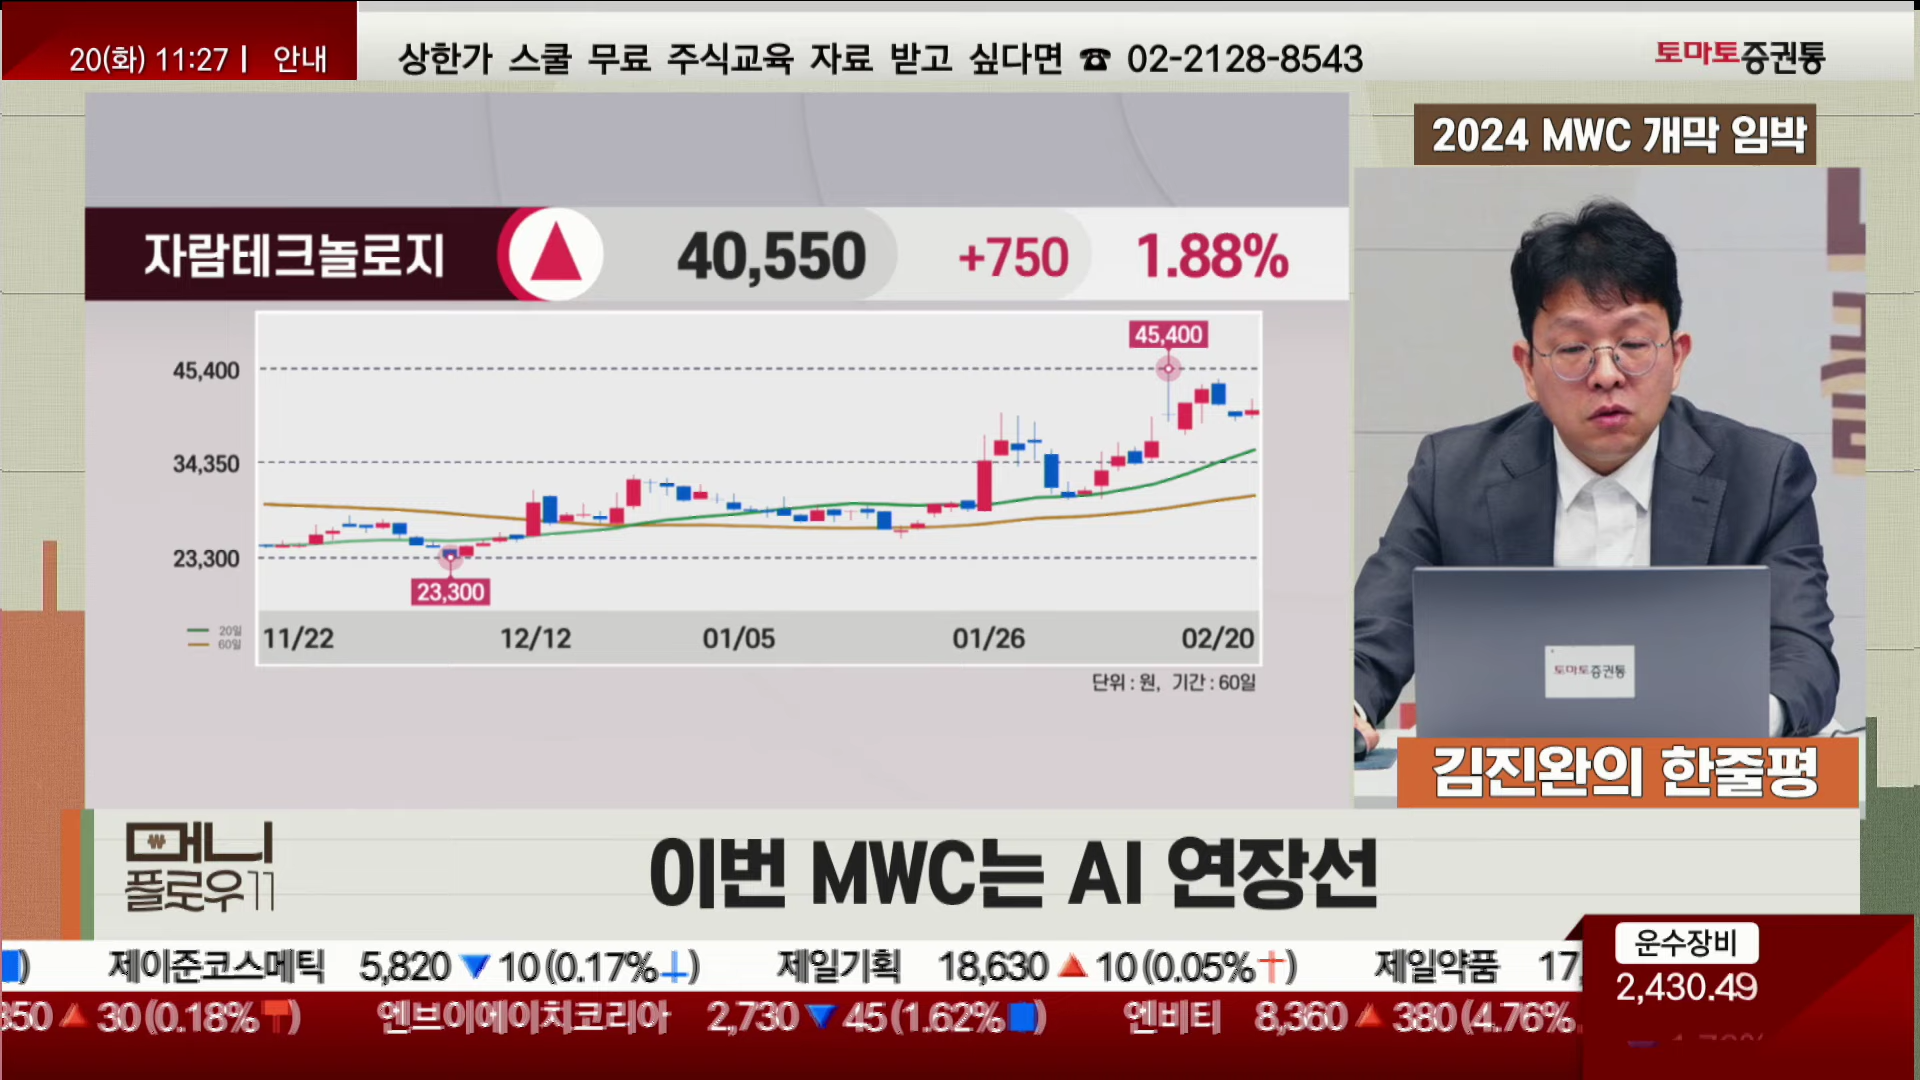 20(화) 11:27 | 안내
상한가 스쿨 무료 주식교육 자료 받고 싶다면 ☎ 02-2128-8543
토마토증권통
2024 MWC 개막 임박
자람테크놀로지 ▲ 40,550 +750 1.88%
45,400
45,400
34,350
23,300
23,300
20일
60일
11/22 12/12 01/05 01/26 02/20
단위 : 원, 기간 : 60일
토마토증권통
김진완의 한줄평
머니
플로우11
이번 MWC는 AI 연장선
) 제이준코스메틱 5,820 ▼ 10 (0.17% ) 제일기획 18,630 ▲ 10 (0.05% ) 제일약품 17,
350 ▲ 30 (0.18% ) 엔브이에이치코리아 2,730 ▼ 45 (1.62% ) 엔비티 8,360 ▲ 380 (4.76%
운수장비
2,430.49